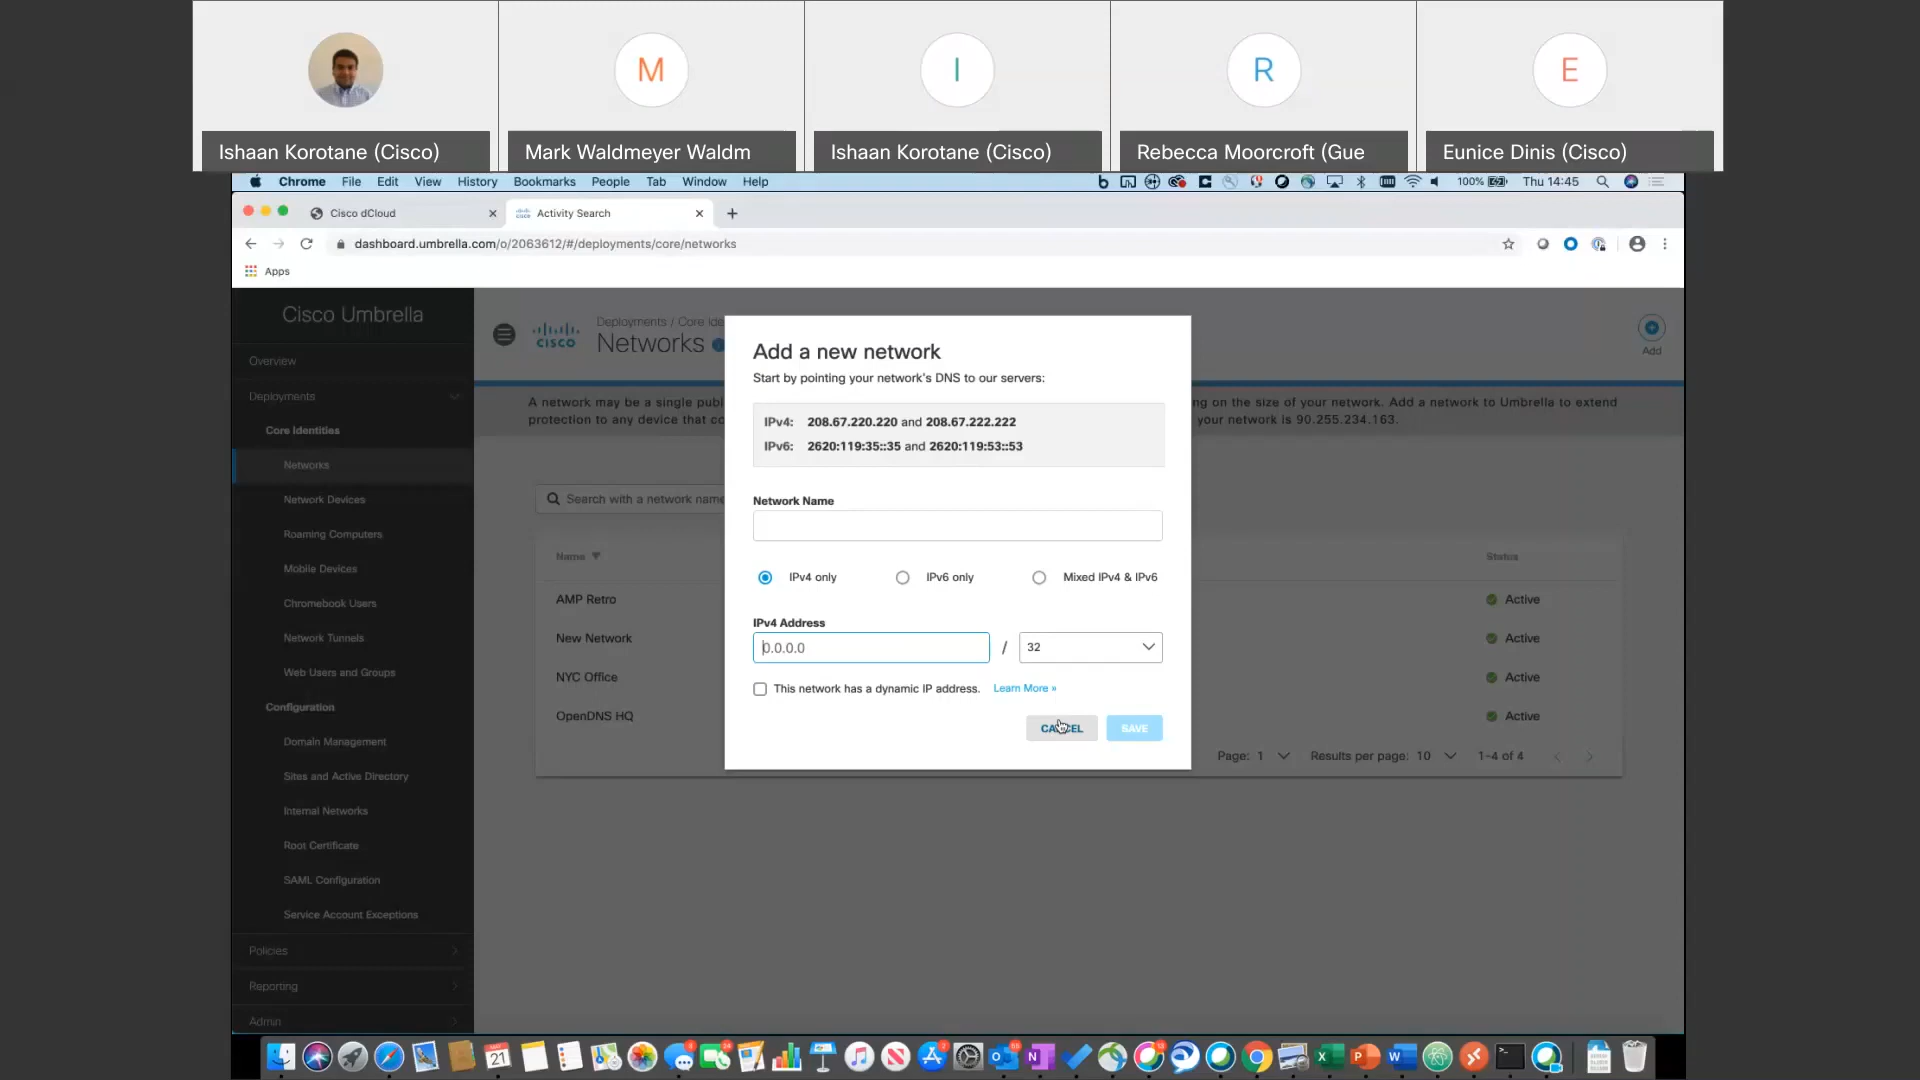 M
I
R
E
Ishaan Korotane (Cisco)
Mark Waldmeyer Waldm
Ishaan Korotane (Cisco)
Rebecca Moorcroft (Gue
Eunice Dinis (Cisco)
Chrome File Edit View History Bookmarks People Tab Window Help
100% Thu 14:45
Cisco dCloud
Activity Search
dashboard.umbrella.com/o/2063612/#/deployments/core/networks
Apps
Cisco Umbrella
Overview
Deployments
Core Identities
Networks
Network Devices
Roaming Computers
Mobile Devices
Chromebook Users
Network Tunnels
Web Users and Groups
Configuration
Domain Management
Sites and Active Directory
Internal Networks
Root Certificate
SAML Configuration
Service Account Exceptions
Policies
Reporting
Admin
CISCO
Deployments / Core Ide
Networks
Add
A network may be a single publ
ng on the size of your network. Add a network to Umbrella to extend
protection to any device that co
your network is 90.255.234.163.
Search with a network name
Name
Status
AMP Retro
Active
New Network
Active
NYC Office
Active
OpenDNS HQ
Active
Page: 1 Results per page: 10 1-4 of 4
Add a new network
Start by pointing your network's DNS to our servers:
IPv4: 208.67.220.220 and 208.67.222.222
IPv6: 2620:119:35::35 and 2620:119:53::53
Network Name
IPv4 only
IPv6 only
Mixed IPv4 & IPv6
IPv4 Address
0.0.0.0 / 32
This network has a dynamic IP address. Learn More »
CANCEL
SAVE
21